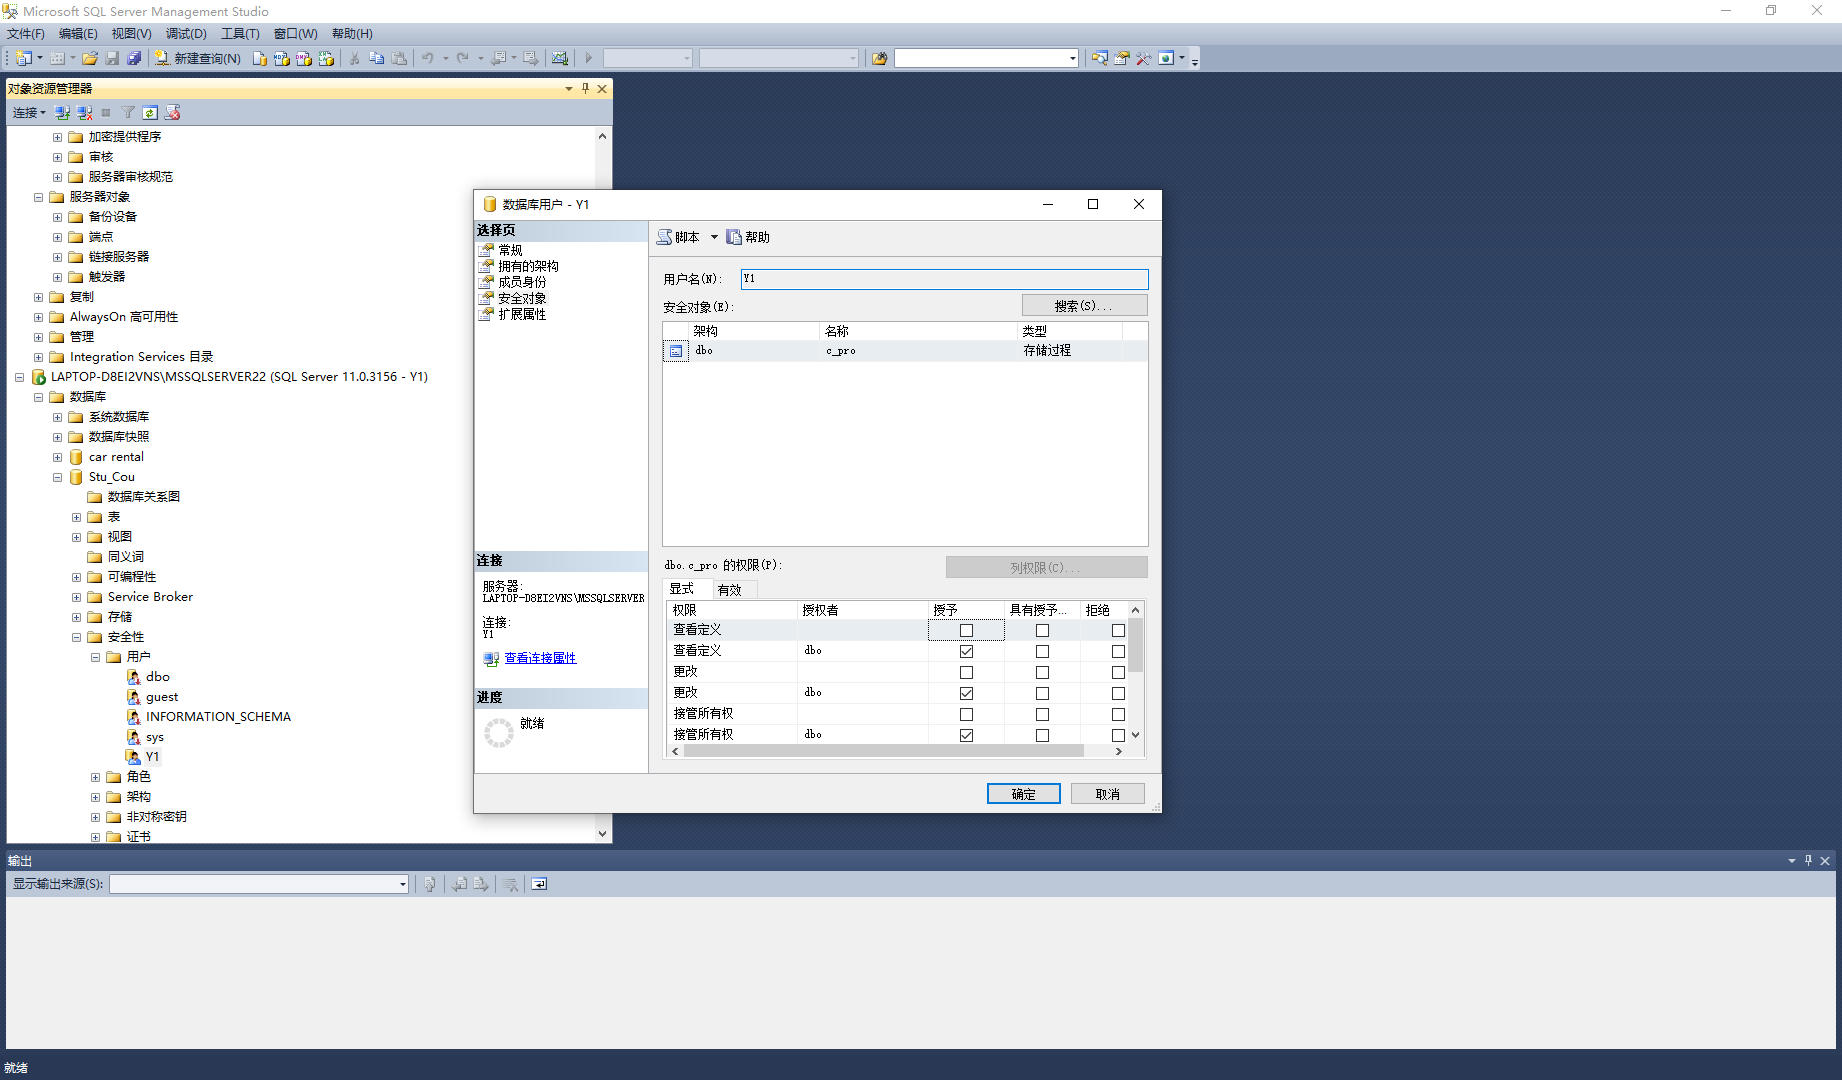 Microsoft SQL Server Management Studio
文件(F) 编辑(E) 视图(V) 调试(D) 工具(T) 窗口(W) 帮助(H)
新建查询(N)
对象资源管理器
连接
加密提供程序
审核
服务器审核规范
服务器对象
备份设备
端点
链接服务器
触发器
复制
AlwaysOn 高可用性
管理
Integration Services 目录
LAPTOP-D8EI2VNS\MSSQLSERVER22 (SQL Server 11.0.3156 - Y1)
数据库
系统数据库
数据库快照
car rental
Stu_Cou
数据库关系图
表
视图
同义词
可编程性
Service Broker
存储
安全性
用户
dbo
guest
INFORMATION_SCHEMA
sys
Y1
角色
架构
非对称密钥
证书
数据库用户 - Y1
选择页
常规
拥有的架构
成员身份
安全对象
扩展属性
连接
服务器:
LAPTOP-D8EI2VNS\MSSQLSERVER
连接:
Y1
查看连接属性
进度
就绪
脚本 帮助
用户名(N): Y1
安全对象(E): 搜索(S)...
架构 名称 类型
dbo c_pro 存储过程
dbo.c_pro 的权限(P): 列权限(C)...
显式 有效
权限 授权者 授予 具有授予... 拒绝
查看定义
查看定义 dbo
更改
更改 dbo
接管所有权
接管所有权 dbo
确定 取消
输出
显示输出来源(S):
就绪